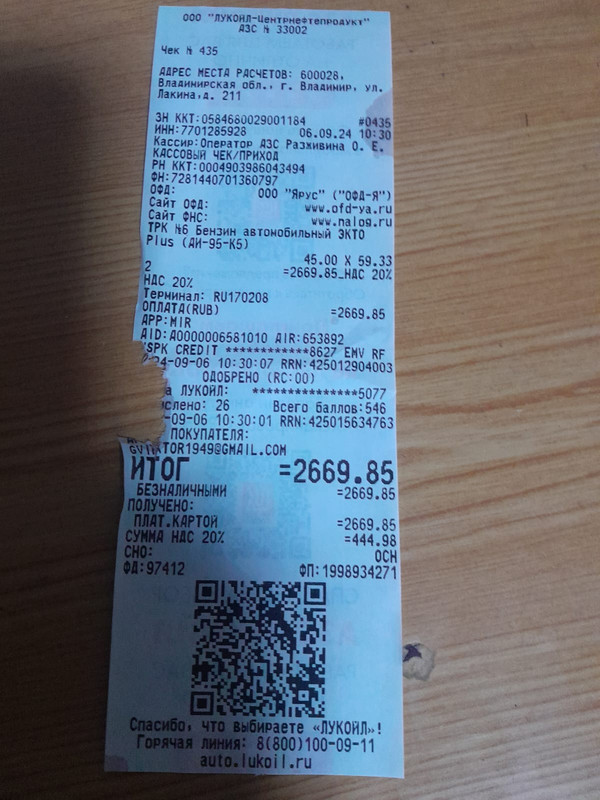 ООО "ЛУКОЙЛ-Центрнефтепродукт"
АЗС № 33002
Чек № 435
АДРЕС МЕСТА РАСЧЕТОВ: 600028,
Владимирская обл., г. Владимир, ул.
Лакина,д. 211
ЗН ККТ:0584680029001184 #0435
ИНН:7701285928 06.09.24 10:30
Кассир:Оператор АЗС Разживина О. Е.
КАССОВЫЙ ЧЕК/ПРИХОД
РН ККТ:0004903986043494
ФН:7281440701360797
ОФД: ООО "Ярус" ("ОФД-Я")
Сайт ОФД: www.ofd-ya.ru
Сайт ФНС: www.nalog.ru
ТРК №6 Бензин автомобильный ЭКТО
Plus (АИ-95-К5)
45.00 X 59.33
2 =2669.85_НДС 20%
НДС 20%
Терминал: RU170208
ОПЛАТА(RUB) =2669.85
APP:MIR
AID:A0000006581010 AIR:653892
SPK CREDIT ************8627 EMV RF
24-09-06 10:30:07 RRN:425012904003
ОДОБРЕНО (RC:00)
а ЛУКОЙЛ: ***************5077
ислено: 26 Всего баллов:546
-09-06 10:30:01 RRN:425015634763
ПОКУПАТЕЛЯ:
@GMAIL.COM
ИТОГ =2669.85
БЕЗНАЛИЧНЫМИ =2669.85
ПОЛУЧЕНО:
ПЛАТ.КАРТОЙ =2669.85
СУММА НДС 20% =444.98
СНО: ОСН
ФД:97412 ФП:1998934271
Спасибо, что выбираете «ЛУКОЙЛ»!
Горячая линия: 8(800)100-09-11
auto.lukoil.ru